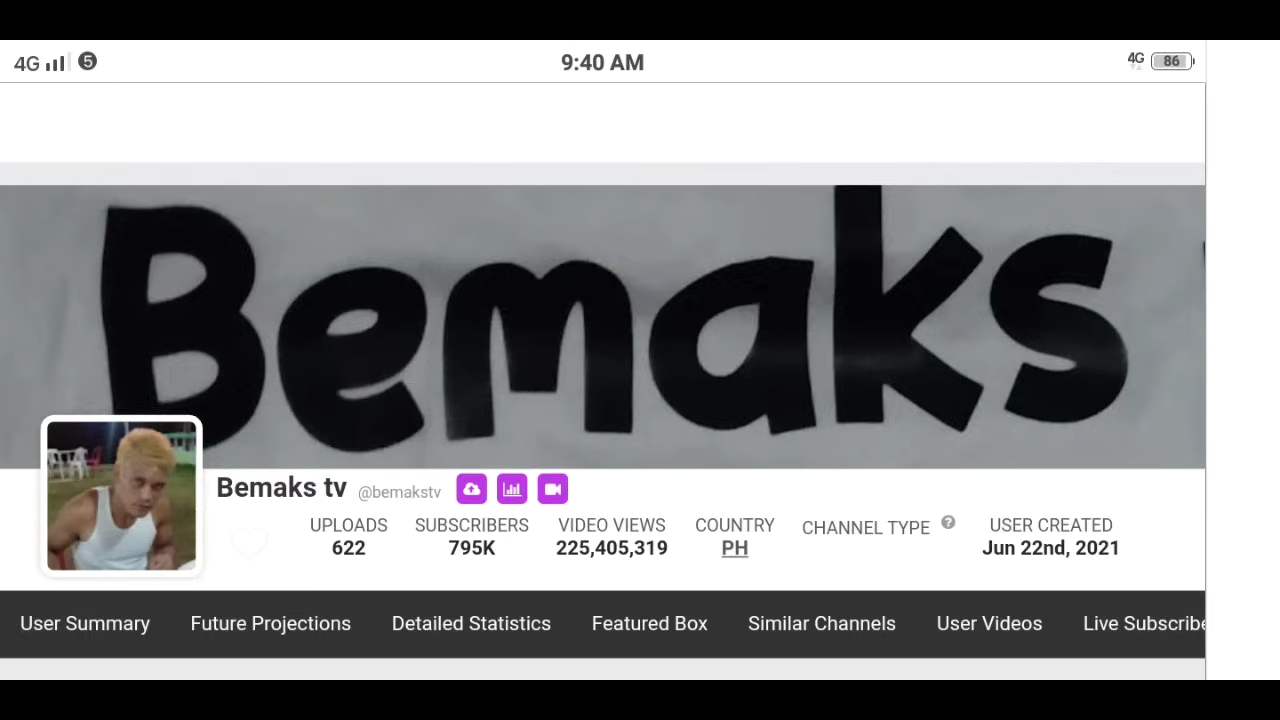 4G 5 9:40 AM 4G 86
Bemaks
Bemaks tv @bemakstv
UPLOADS SUBSCRIBERS VIDEO VIEWS COUNTRY CHANNEL TYPE ? USER CREATED
622 795K 225,405,319 PH Jun 22nd, 2021
User Summary Future Projections Detailed Statistics Featured Box Similar Channels User Videos Live Subscribe